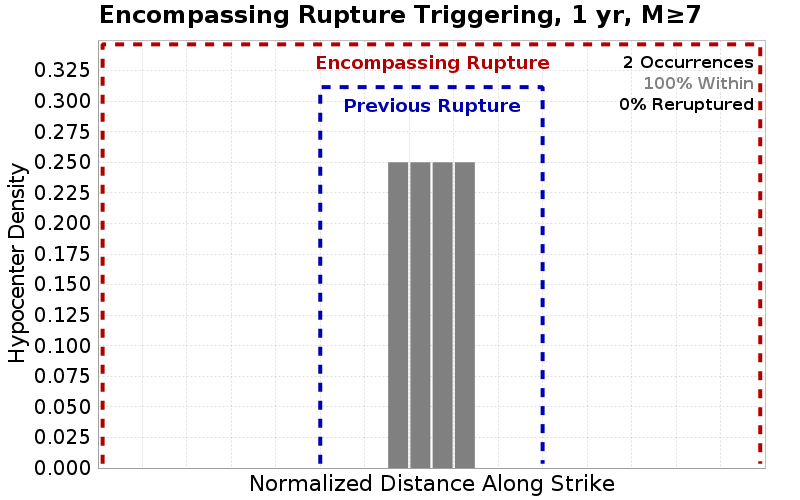 Encompassing Rupture Triggering, 1 yr, M≥7
Encompassing Rupture
Previous Rupture
2 Occurrences
100% Within
0% Reruptured
Hypocenter Density
0.325
0.300
0.275
0.250
0.225
0.200
0.175
0.150
0.125
0.100
0.075
0.050
0.025
0.000
Normalized Distance Along Strike